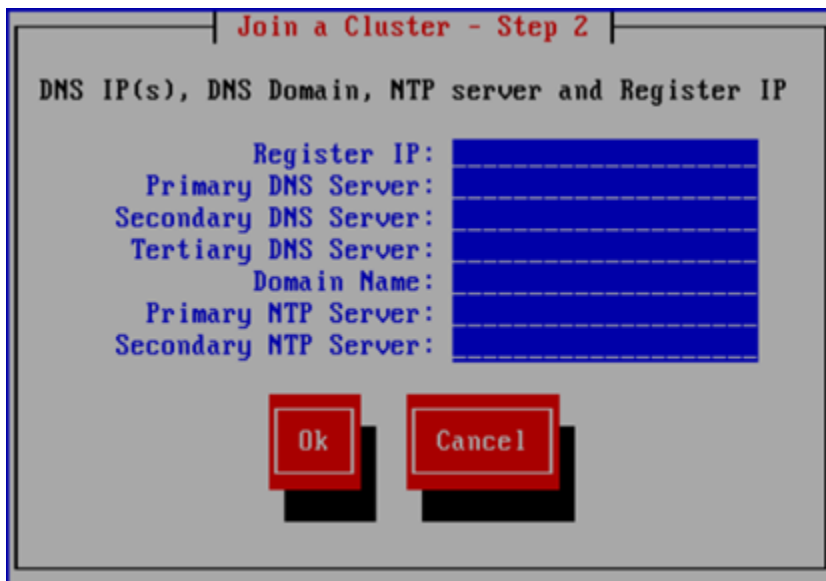 Join a Cluster - Step 2
DNS IP(s), DNS Domain, NTP server and Register IP
Register IP:
Primary DNS Server:
Secondary DNS Server:
Tertiary DNS Server:
Domain Name:
Primary NTP Server:
Secondary NTP Server:
Ok Cancel